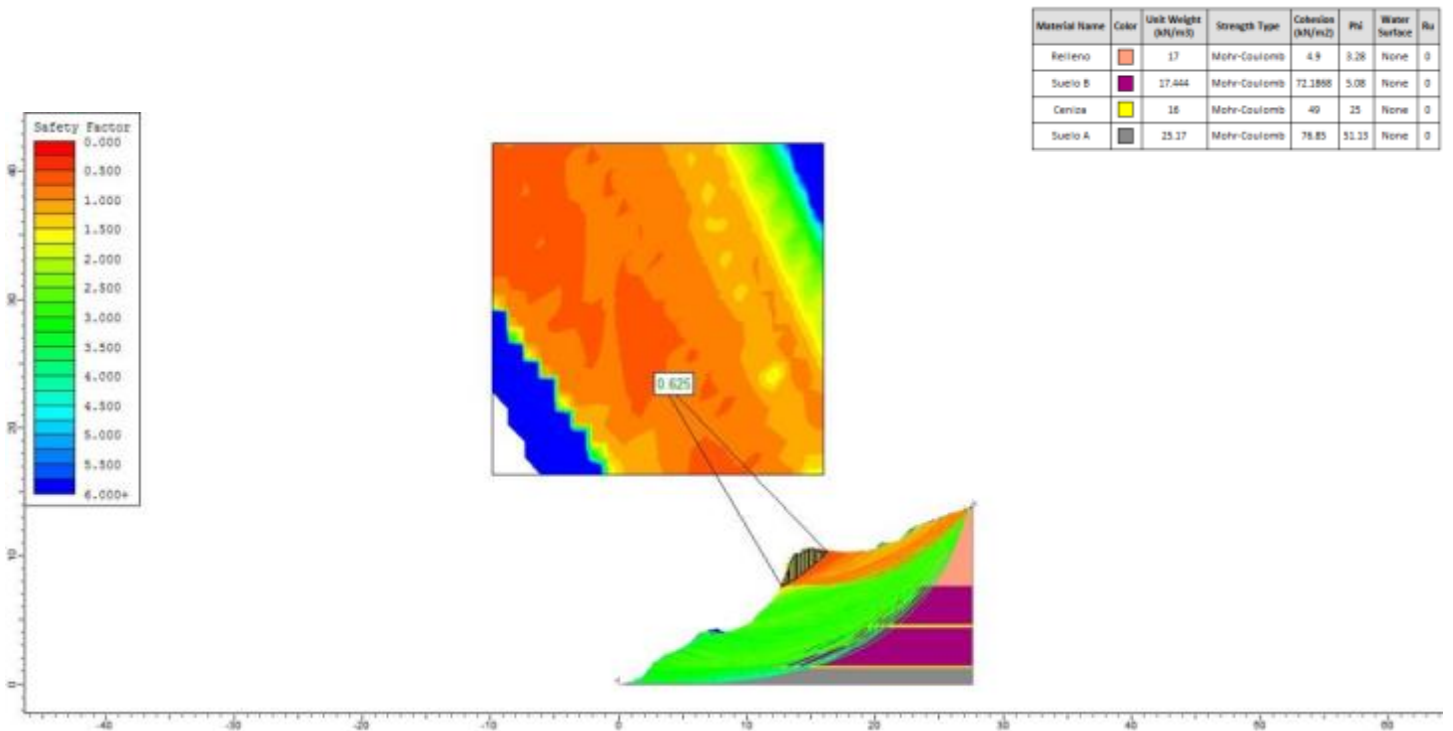 Material Name Color Unit Weight (kN/m3) Strength Type Cohesion (kN/m2) Phi Water Surface Ru
Relleno 17 Mohr-Coulomb 4.9 3.28 None 0
Suelo B 17.444 Mohr-Coulomb 72.1868 5.08 None 0
Ceniza 16 Mohr-Coulomb 49 25 None 0
Suelo A 25.17 Mohr-Coulomb 76.85 None 0
Safety Factor
0.000
0.500
1.000
1.500
2.000
2.500
3.000
3.500
4.000
4.500
5.000
5.500
6.000+
0.625
40
30
20
10
0
-40 -30 -20 -10 0 10 20 30 40 50 60